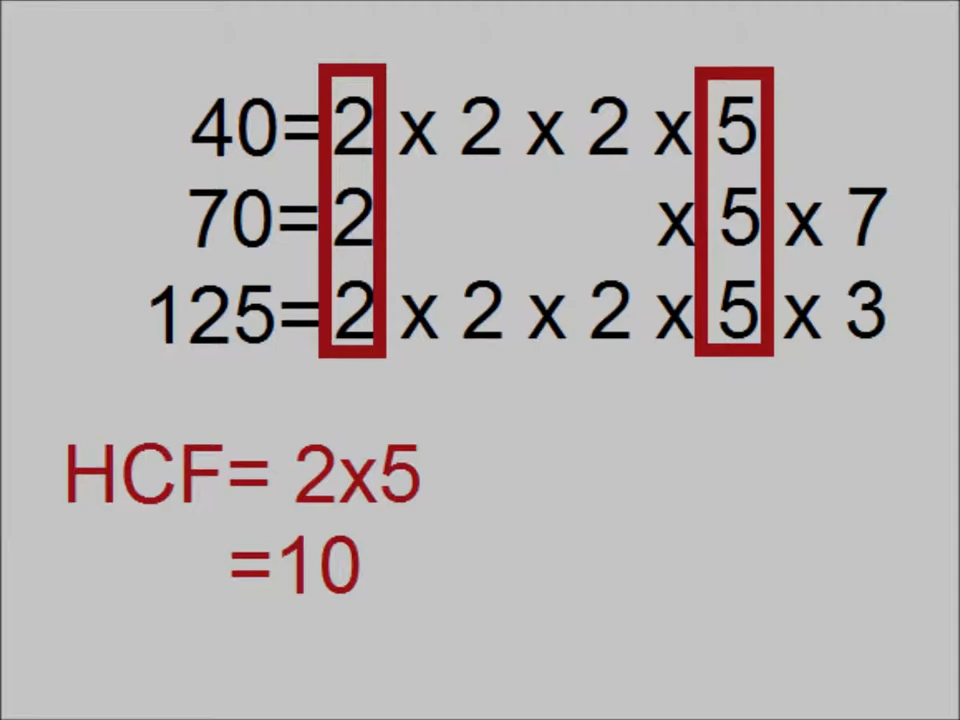 40=2 x 2 x 2 x 5
70=2 x 5 x 7
125=2 x 2 x 2 x 5 x 3
HCF= 2x5
=10